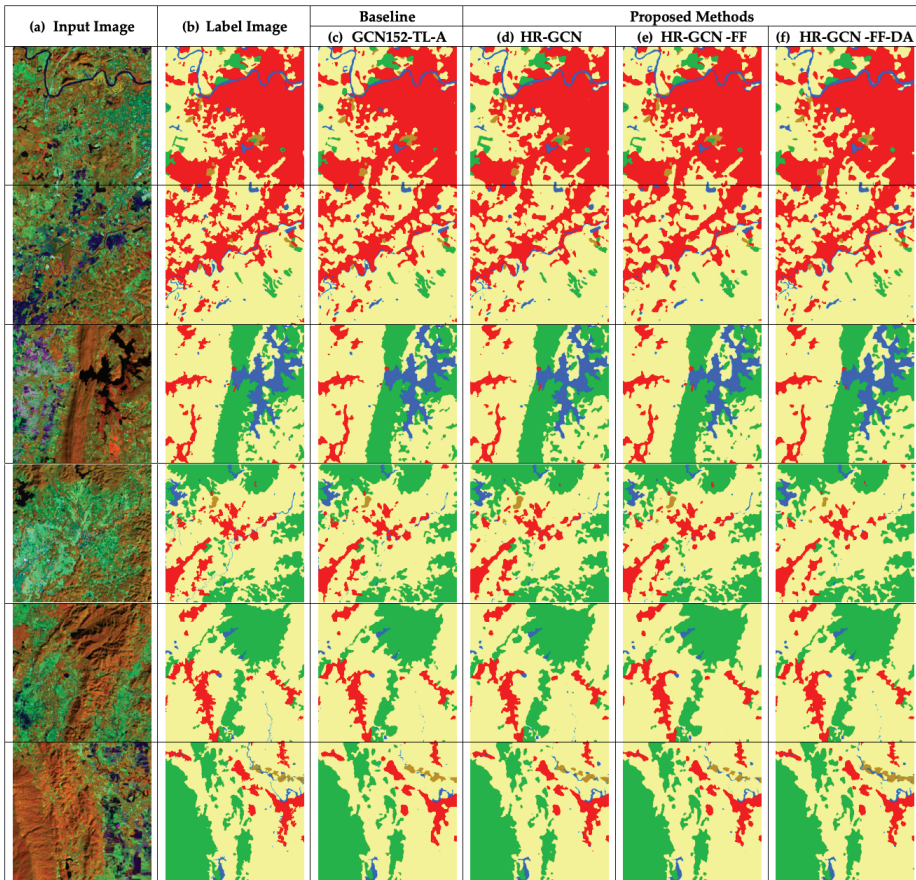 Baseline
Proposed Methods
(a) Input Image
(b) Label Image
(c) GCN152-TL-A
(d) HR-GCN
(e) HR-GCN -FF
(f) HR-GCN -FF-DA